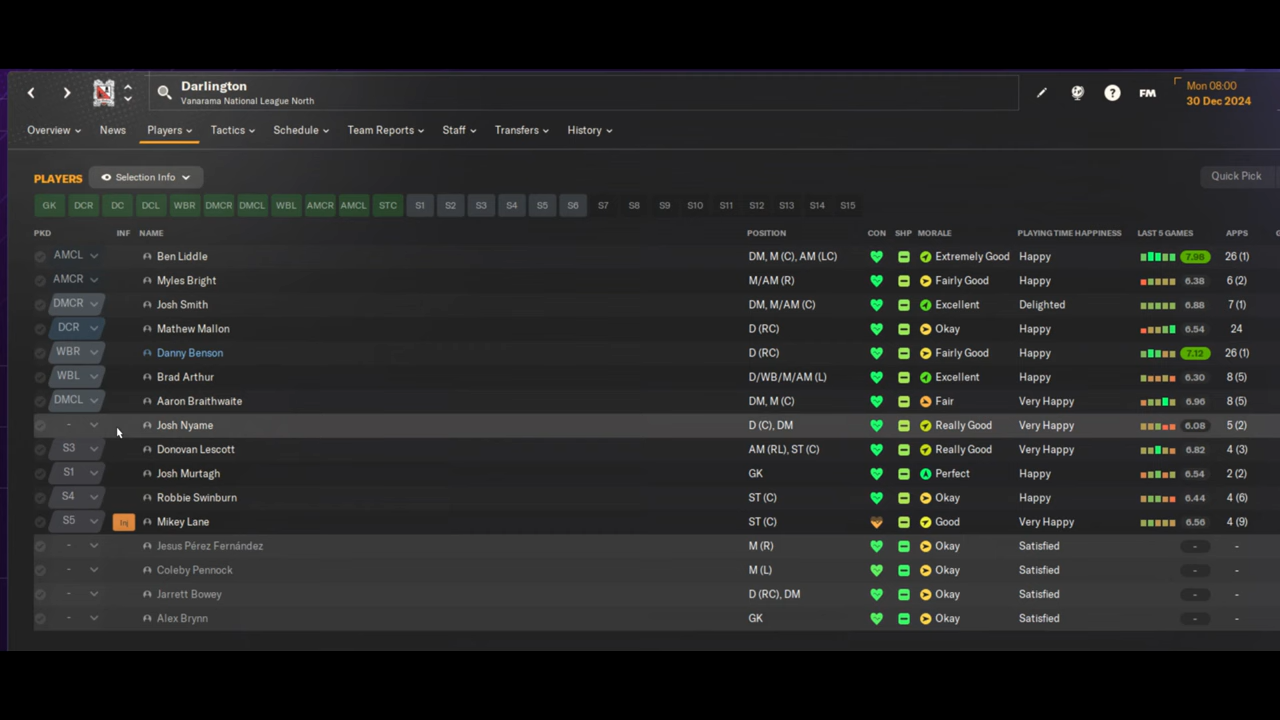 Darlington
Vanarama National League North
FM
Mon 08:00
30 Dec 2024
Overview News Players Tactics Schedule Team Reports Staff Transfers History
PLAYERS Selection Info Quick Pick
GK DCR DC DCL WBR DMCR DMCL WBL AMCR AMCL STC S1 S2 S3 S4 S5 S6 S7 S8 S9 S10 S11 S12 S13 S14 S15
PKD INF NAME POSITION CON SHP MORALE PLAYING TIME HAPPINESS LAST 5 GAMES APPS
AMCL Ben Liddle DM, M (C), AM (LC) Extremely Good Happy 7.98 26 (1)
AMCR Myles Bright M/AM (R) Fairly Good Happy 6.38 6 (2)
DMCR Josh Smith DM, M/AM (C) Excellent Delighted 6.88 7 (1)
DCR Mathew Mallon D (RC) Okay Happy 6.54 24
WBR Danny Benson D (RC) Fairly Good Happy 7.12 26 (1)
WBL Brad Arthur D/WB/M/AM (L) Excellent Happy 6.30 8 (5)
DMCL Aaron Braithwaite DM, M (C) Fair Very Happy 6.96 8 (5)
- Josh Nyame D (C), DM Really Good Very Happy 6.08 5 (2)
S3 Donovan Lescott AM (RL), ST (C) Really Good Very Happy 6.82 4 (3)
S1 Josh Murtagh GK Perfect Happy 6.54 2 (2)
S4 Robbie Swinburn ST (C) Okay Happy 6.44 4 (6)
S5 Inj Mikey Lane ST (C) Good Very Happy 6.56 4 (9)
- Jesus Pérez Fernández M (R) Okay Satisfied - -
- Coleby Pennock M (L) Okay Satisfied - -
- Jarrett Bowey D (RC), DM Okay Satisfied - -
- Alex Brynn GK Okay Satisfied - -